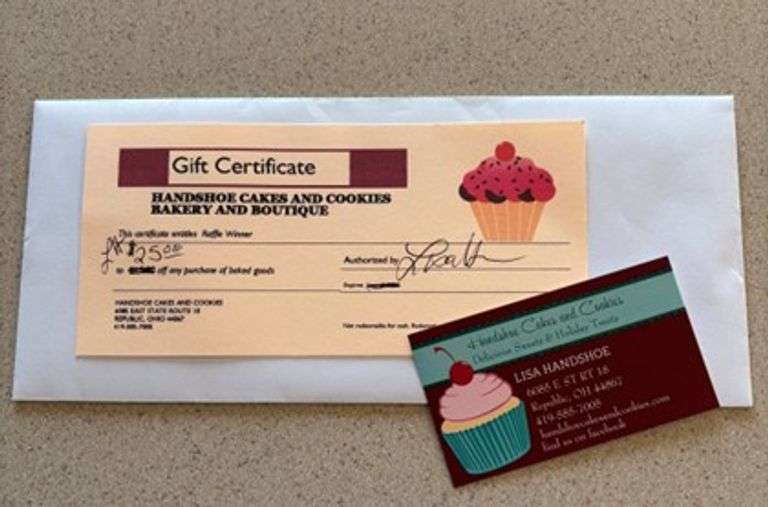 Gift Certificate
HANDSHOE CAKES AND COOKIES
BAKERY AND BOUTIQUE
This certificate entitles Raffle Winner
LH $25.00
to off any purchase of baked goods
Authorized by
Expires
HANDSHOE CAKES AND COOKIES
6085 EAST STATE ROUTE 18
REPUBLIC, OHIO 44867
419-585-7008
Not redeemable for cash.
Handshoe Cakes and Cookies
Delicious Sweets & Holiday Treats
LISA HANDSHOE
6085 E ST RT 18
Republic, OH 44867
419-585-7008
handshoecakesandcookies.com
find us on facebook